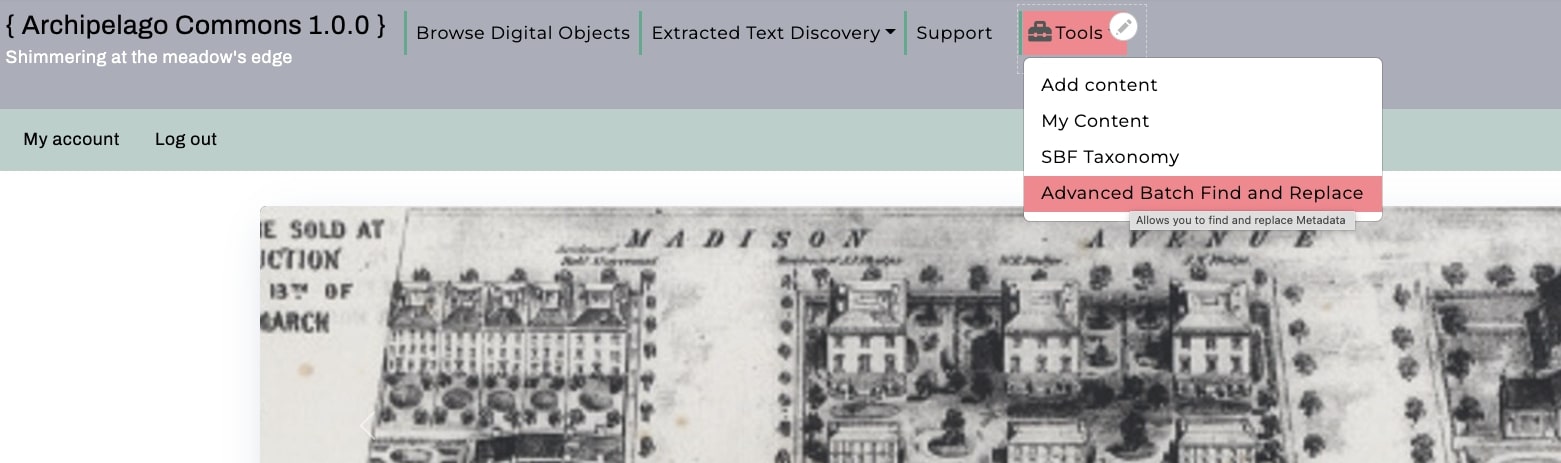 { Archipelago Commons 1.0.0 }
Shimmering at the meadow's edge
Browse Digital Objects
Extracted Text Discovery
Support
Tools
Add content
My Content
SBF Taxonomy
Advanced Batch Find and Replace
Allows you to find and replace Metadata
My account
Log out
E SOLD AT
CTION
13TH OF
MARCH
MADISON
AVENUE